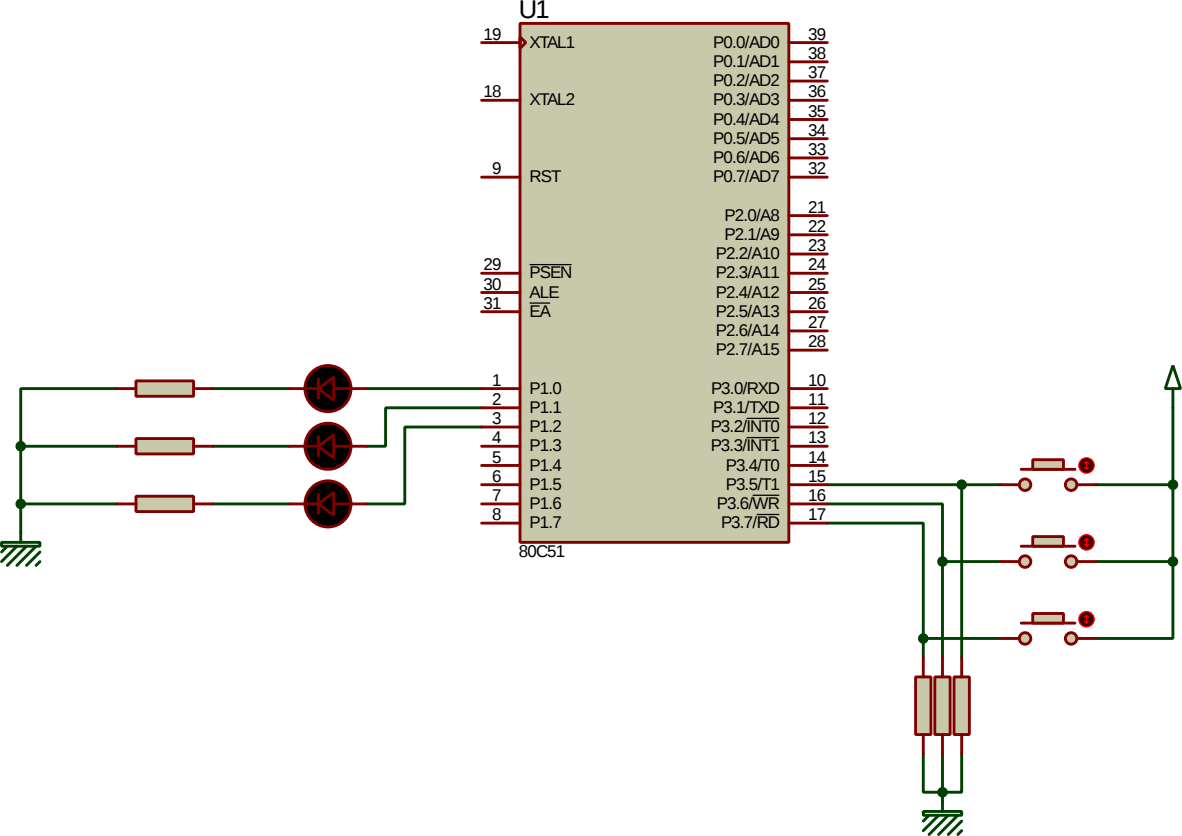 U1
19 XTAL1 P0.0/AD0 39
P0.1/AD1 38
P0.2/AD2 37
18 XTAL2 P0.3/AD3 36
P0.4/AD4 35
P0.5/AD5 34
P0.6/AD6 33
9 RST P0.7/AD7 32
P2.0/A8 21
P2.1/A9 22
P2.2/A10 23
29 PSEN P2.3/A11 24
30 ALE P2.4/A12 25
31 EA P2.5/A13 26
P2.6/A14 27
P2.7/A15 28
1 P1.0 P3.0/RXD 10
2 P1.1 P3.1/TXD 11
3 P1.2 P3.2/INT0 12
4 P1.3 P3.3/INT1 13
5 P1.4 P3.4/T0 14
6 P1.5 P3.5/T1 15
7 P1.6 P3.6/WR 16
8 P1.7 P3.7/RD 17
80C51